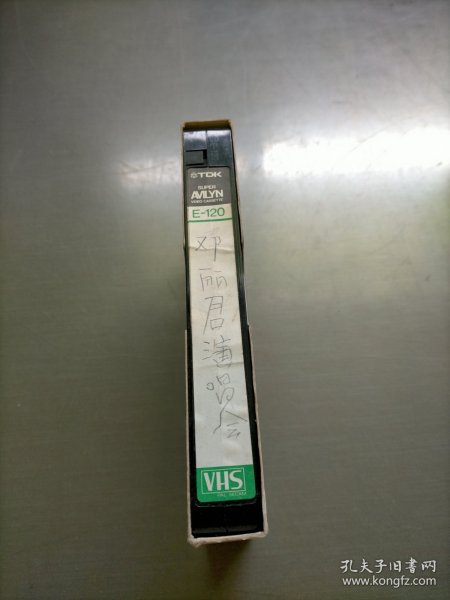 TDK
SUPER
AVILYN
VIDEO CASSETTE
E-120
邓丽君演唱会
VHS
PAL SECAM
孔夫子旧书网
www.kongfz.com